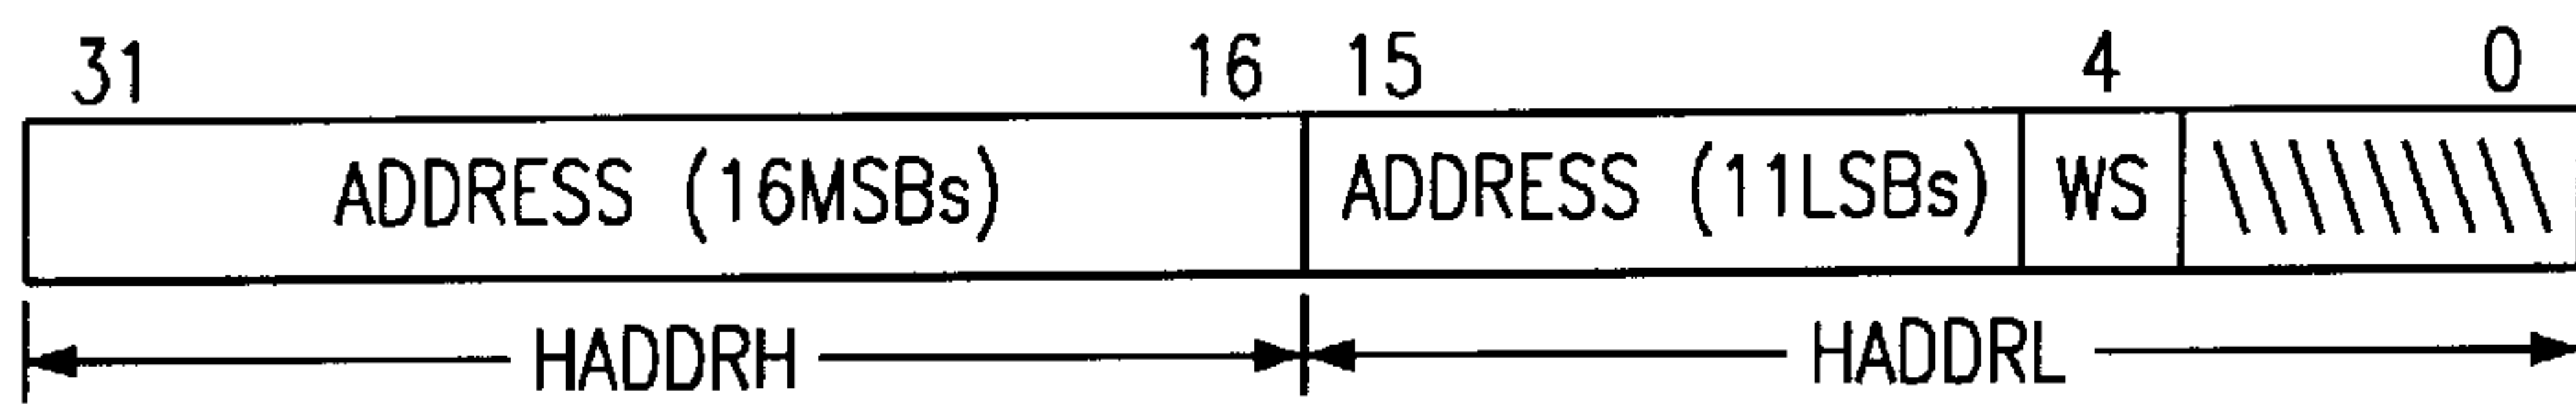 31 16 15 4 0
ADDRESS (16MSBs) ADDRESS (11LSBs) WS
HADDRH HADDRL